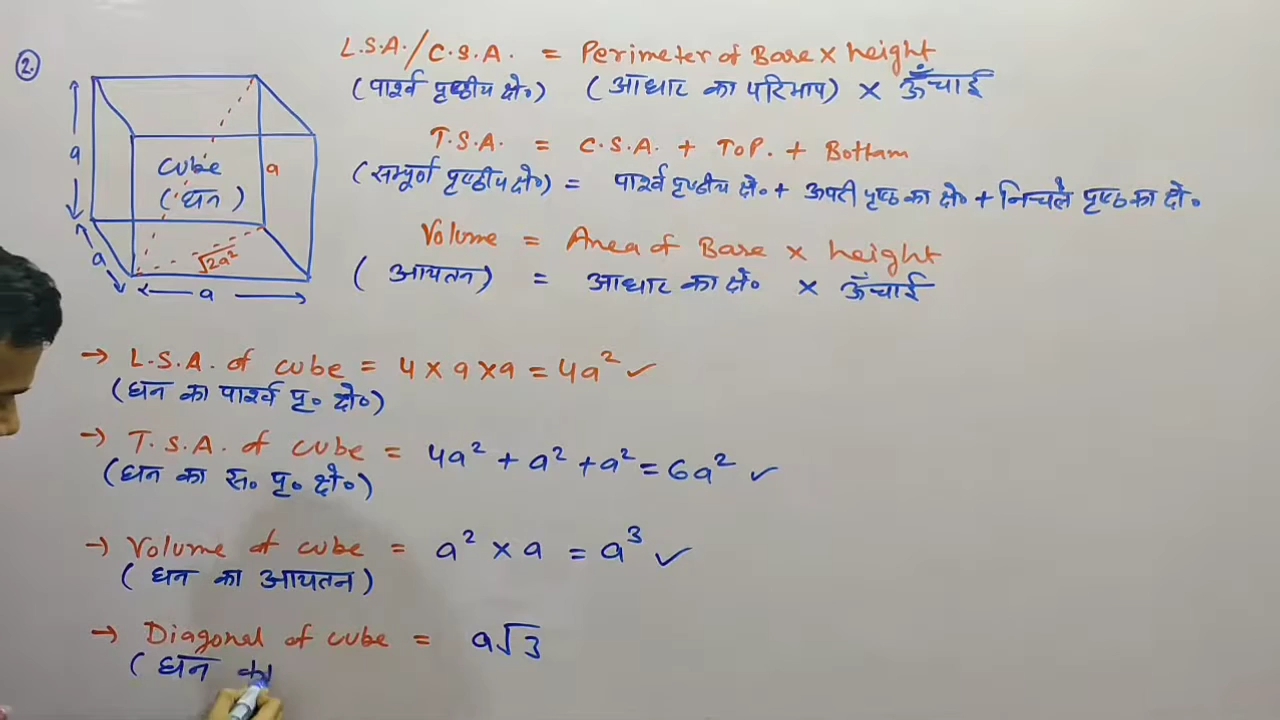 2.
L.S.A./C.S.A. = Perimeter of Base × height
(पार्श्व पृष्ठीय क्षे०) (आधार का परिमाप) × ऊँचाई
T.S.A. = C.S.A. + TOP. + Bottam
(सम्पूर्ण पृष्ठीय क्षे०) = पार्श्व पृष्ठीय क्षे० + ऊपरी पृष्ठ का क्षे० + निचले पृष्ठ का क्षे०
Volume = Area of Base × height
(आयतन) = आधार का क्षे० × ऊँचाई
a
cube
(घन)
a
√2a²
a
a
→ L.S.A. of cube = 4 × a × a = 4a² ✓
(घन का पार्श्व पृ० क्षे०)
→ T.S.A. of cube = 4a² + a² + a² = 6a² ✓
(घन का स० पृ० क्षे०)
→ Volume of cube = a² × a = a³ ✓
(घन का आयतन)
→ Diagonal of cube = a√3
(घन का